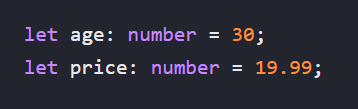 let age: number = 30;
let price: number = 19.99;